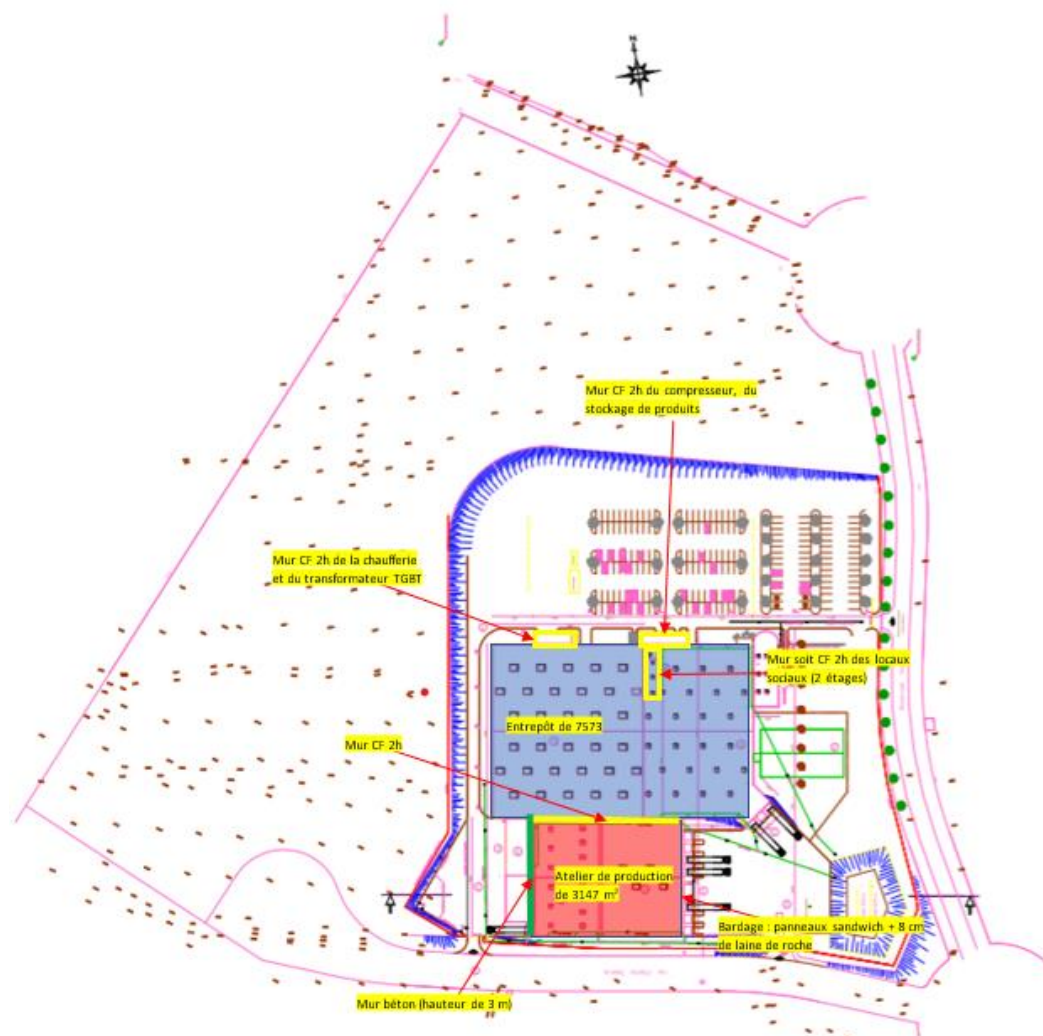 N
Mur CF 2h du compresseur, du
stockage de produits
Mur CF 2h de la chaufferie
et du transformateur TGBT
Mur soit CF 2h des locaux
sociaux (2 étages)
Entrepôt de 7573
Mur CF 2h
Atelier de production
de 3147 m²
Bardage : panneaux sandwich + 8 cm
de laine de roche
Mur béton (hauteur de 3 m)